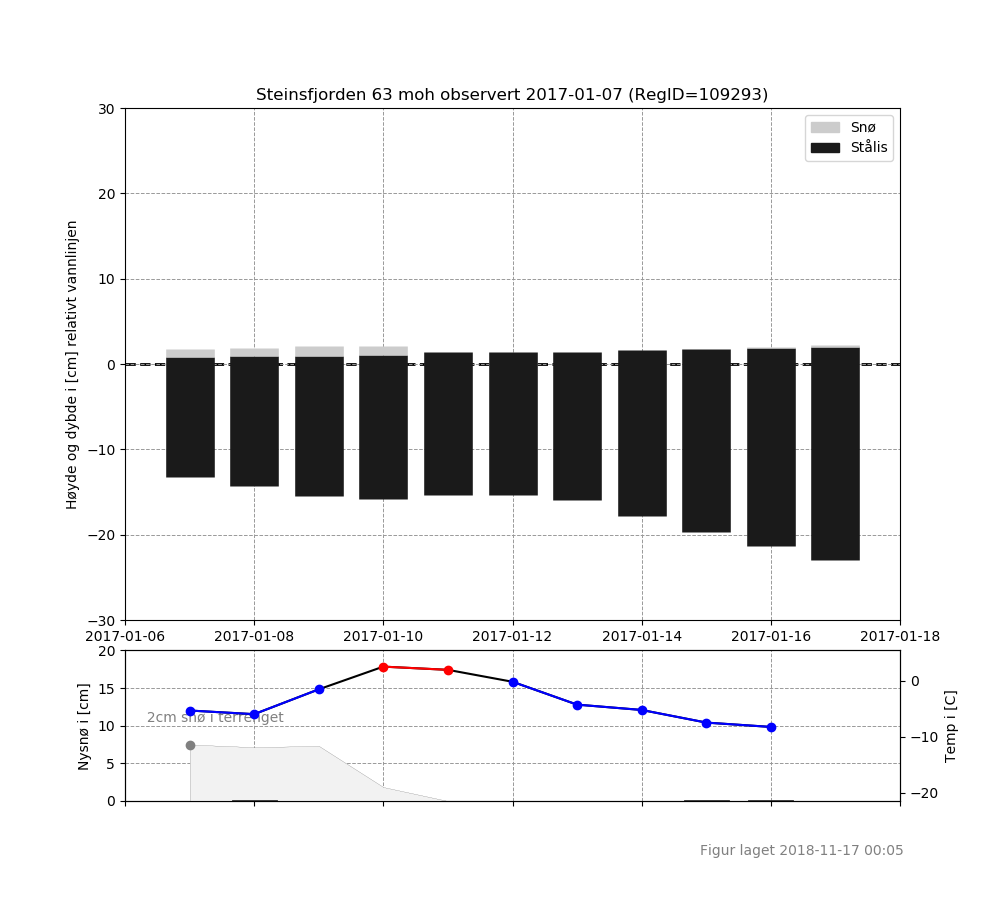 Steinsfjorden 63 moh observert 2017-01-07 (RegID=109293)
Snø
Stålis
30
20
10
0
−10
−20
−30
Høyde og dybde i [cm] relativt vannlinjen
2017-01-06 2017-01-08 2017-01-10 2017-01-12 2017-01-14 2017-01-16 2017-01-18
20
15
10
5
0
Nysnø i [cm]
2cm snø i terrenget
0
−10
−20
Temp i [C]
Figur laget 2018-11-17 00:05